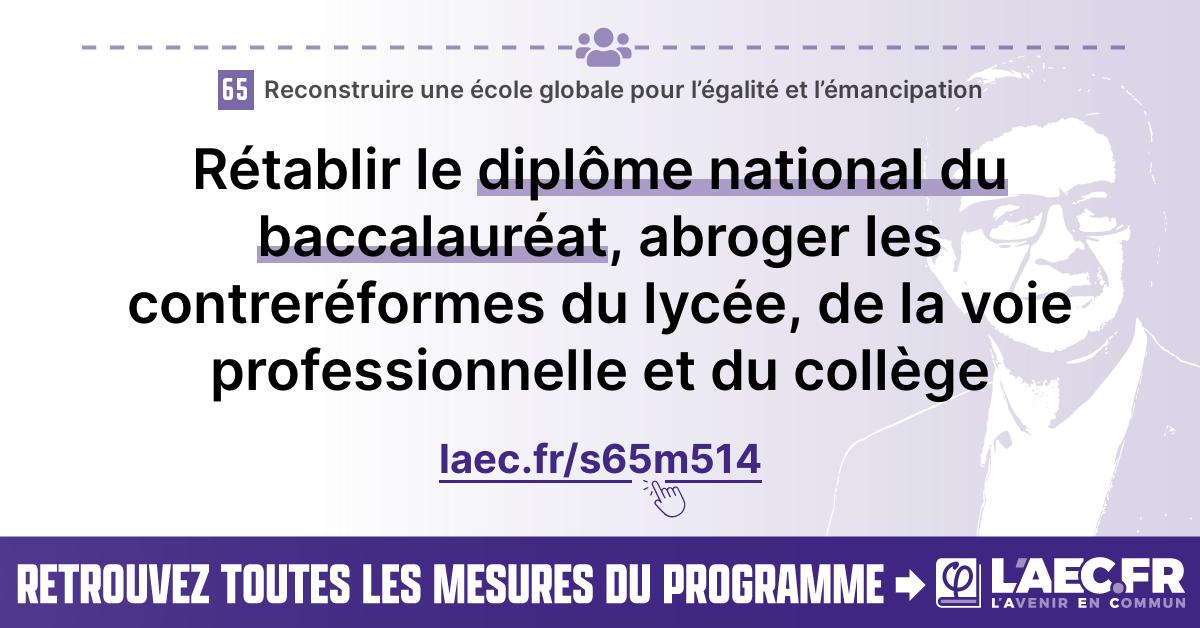 65 Reconstruire une école globale pour l’égalité et l’émancipation
Rétablir le diplôme national du
baccalauréat, abroger les
contreréformes du lycée, de la voie
professionnelle et du collège
laec.fr/s65m514
RETROUVEZ TOUTES LES MESURES DU PROGRAMME
φ L'AEC.FR
L'AVENIR EN COMMUN